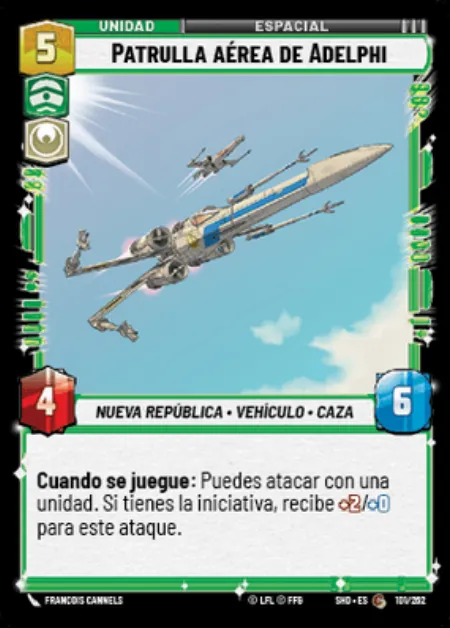 UNIDAD
ESPACIAL
5
PATRULLA AÉREA DE ADELPHI
4
NUEVA REPÚBLICA • VEHÍCULO • CAZA
6
Cuando se juegue: Puedes atacar con una
unidad. Si tienes la iniciativa, recibe +2/+0
para este ataque.
FRANCOIS CANNELS
© LFL © FFG
SHD • ES
C
101/262